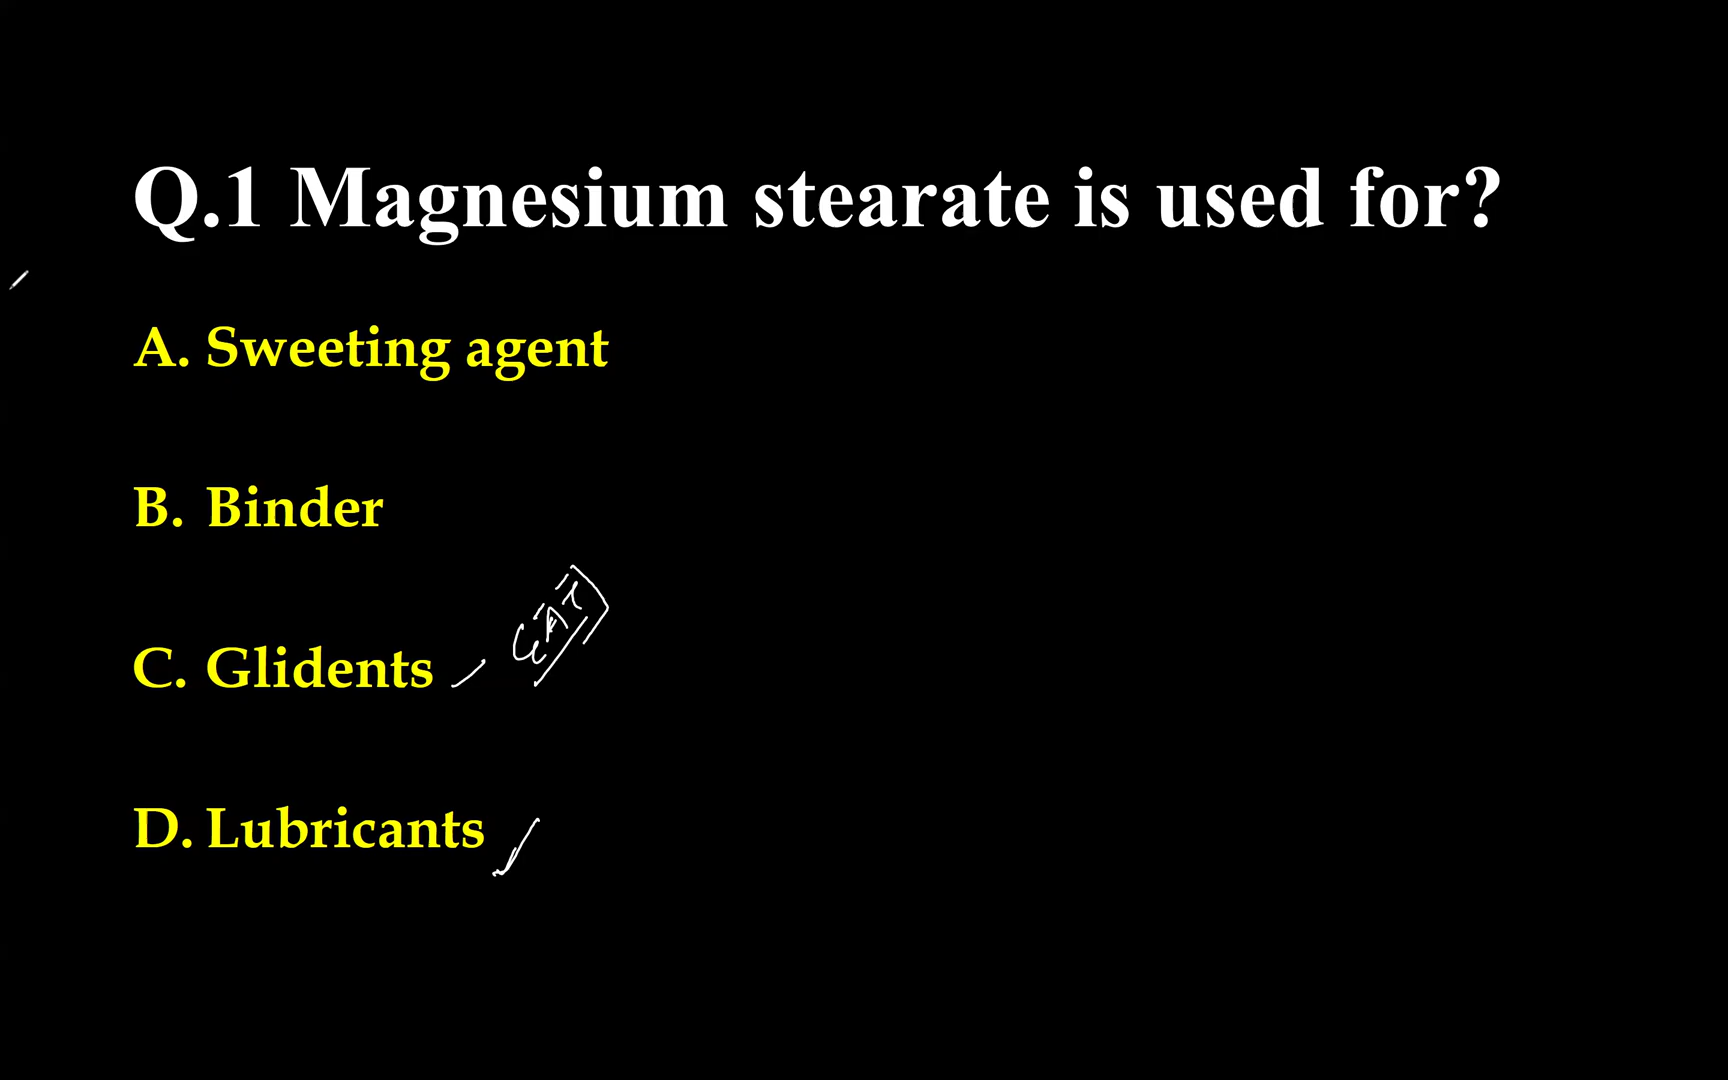 Q.1 Magnesium stearate is used for?
A. Sweeting agent
B. Binder
C. Glidents
D. Lubricants